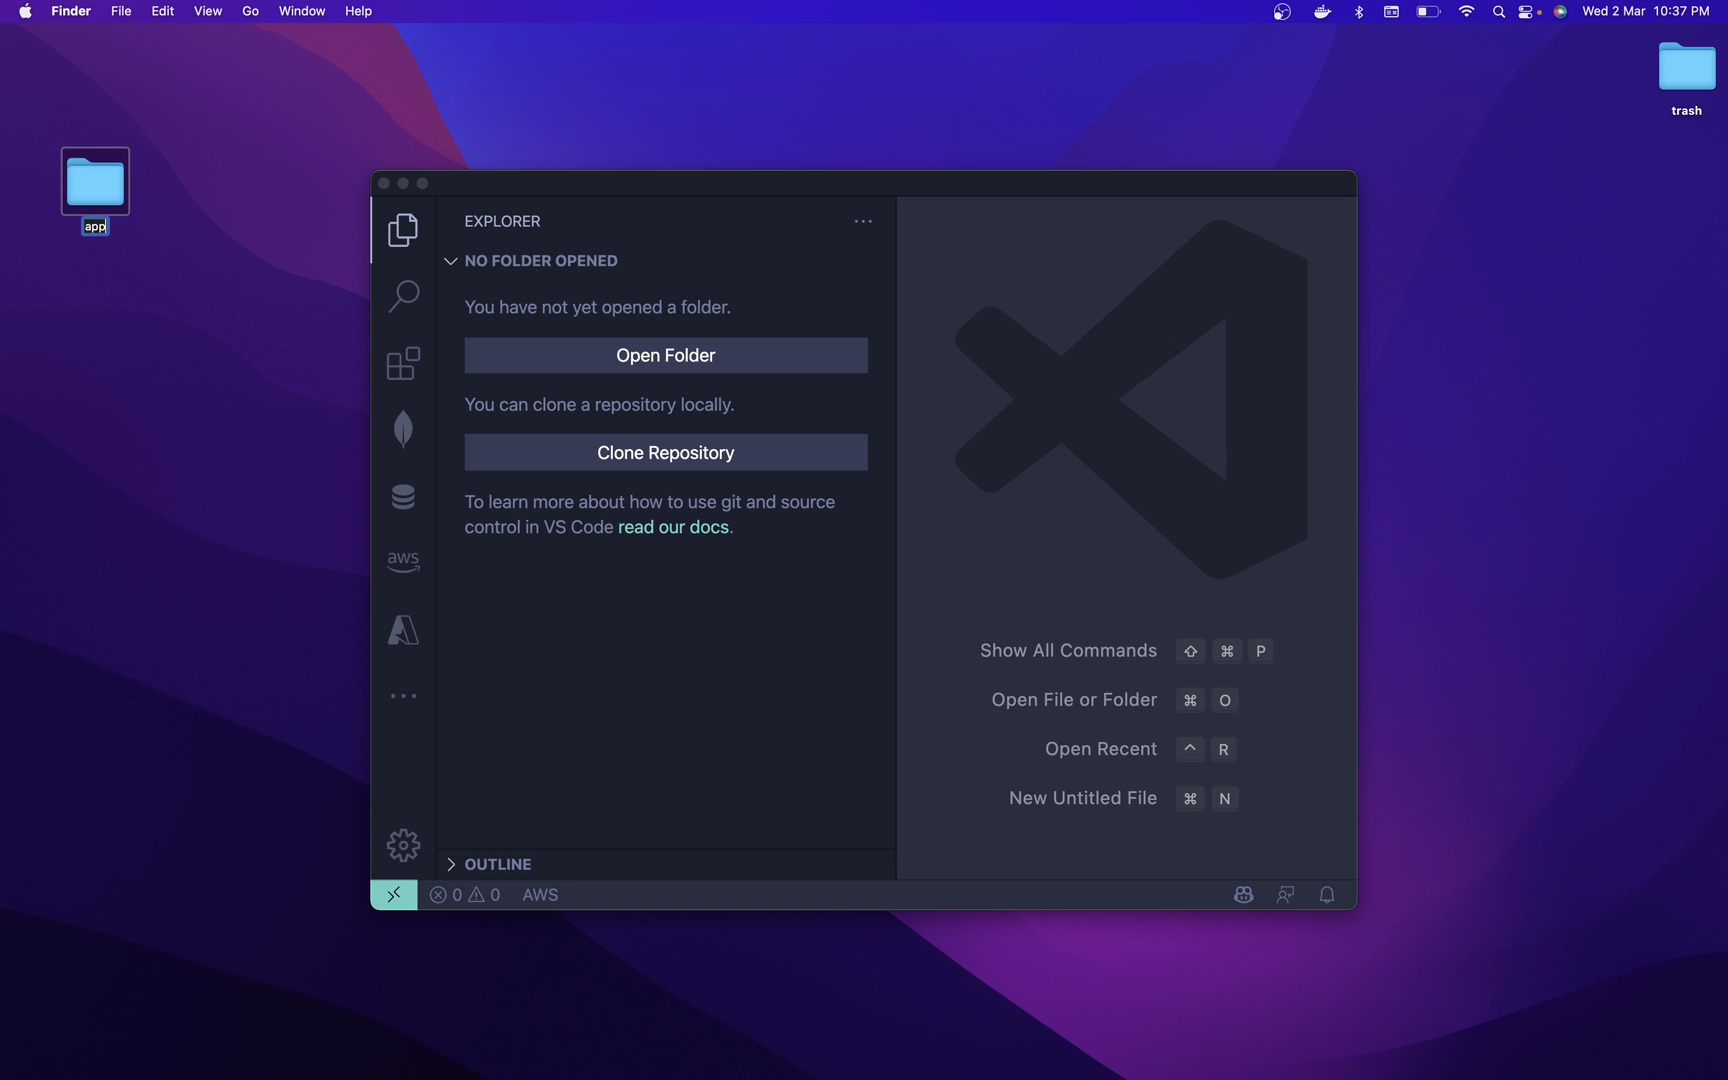 Finder File Edit View Go Window Help
Wed 2 Mar 10:37 PM
trash
app
EXPLORER
NO FOLDER OPENED
You have not yet opened a folder.
Open Folder
You can clone a repository locally.
Clone Repository
To learn more about how to use git and source
control in VS Code read our docs.
aws
Show All Commands ⇧ ⌘ P
Open File or Folder ⌘ O
Open Recent ^ R
New Untitled File ⌘ N
OUTLINE
0 0 AWS